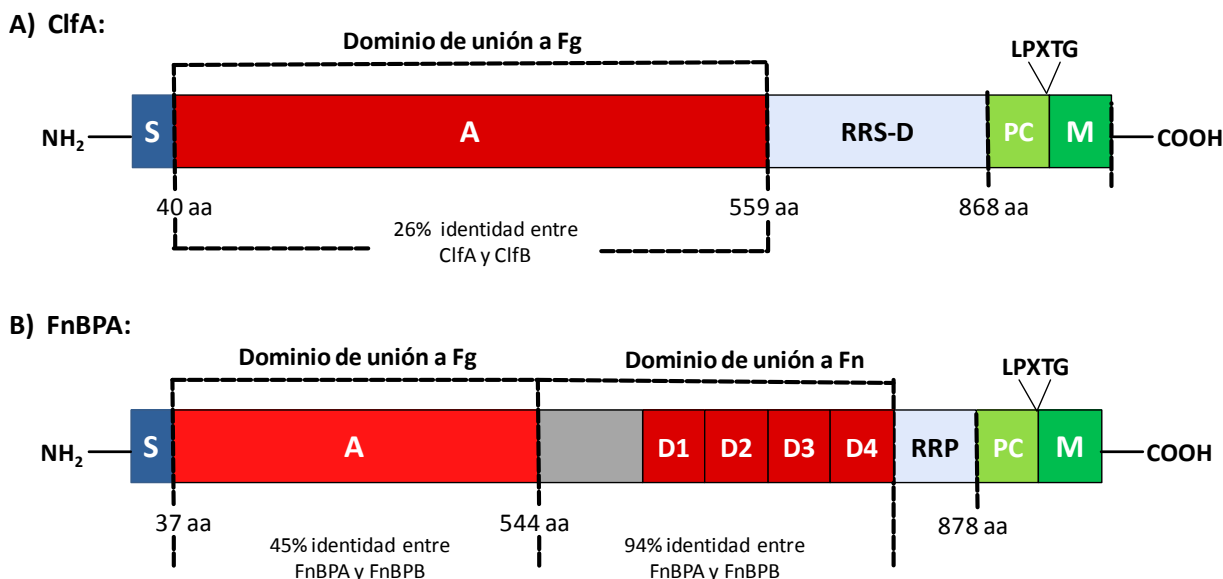 A) ClfA:
Dominio de unión a Fg
LPXTG
NH2 S A RRS-D PC M COOH
40 aa 559 aa 868 aa
26% identidad entre
ClfA y ClfB
B) FnBPA:
Dominio de unión a Fg Dominio de unión a Fn
LPXTG
NH2 S A D1 D2 D3 D4 RRP PC M COOH
37 aa 544 aa 878 aa
45% identidad entre 94% identidad entre
FnBPA y FnBPB FnBPA y FnBPB